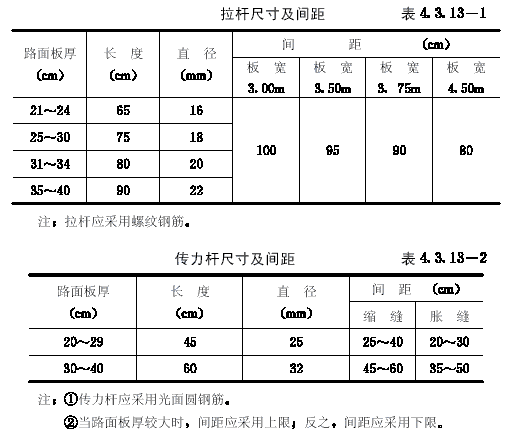 拉杆尺寸及间距 表 4.3.13—1
路面板厚 (cm) 长 度 (cm) 直 径 (mm) 间 距 (cm)
板 宽 3.00m 板 宽 3.50m 板 宽 3.75m 板 宽 4.50m
21～24 65 16 100 95 90 80
25～30 75 18
31～34 80 20
35～40 90 22
注：拉杆应采用螺纹钢筋。
传力杆尺寸及间距 表 4.3.13—2
路面板厚 (cm) 长 度 (cm) 直 径 (mm) 间 距 (cm)
缩 缝 胀 缝
20～29 45 25 25～40 20～30
30～40 60 32 45～60 35～50
注：①传力杆应采用光面圆钢筋。
②当路面板厚较大时，间距应采用上限；反之，间距应采用下限。